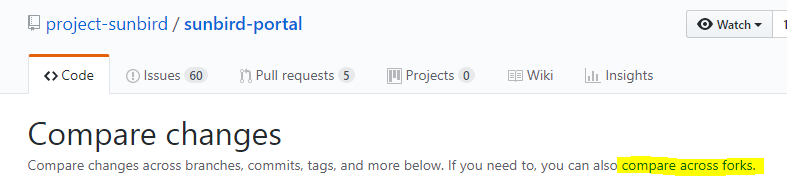 project-sunbird / sunbird-portal
Watch 1
Code Issues 60 Pull requests 5 Projects 0 Wiki Insights
Compare changes
Compare changes across branches, commits, tags, and more below. If you need to, you can also compare across forks.